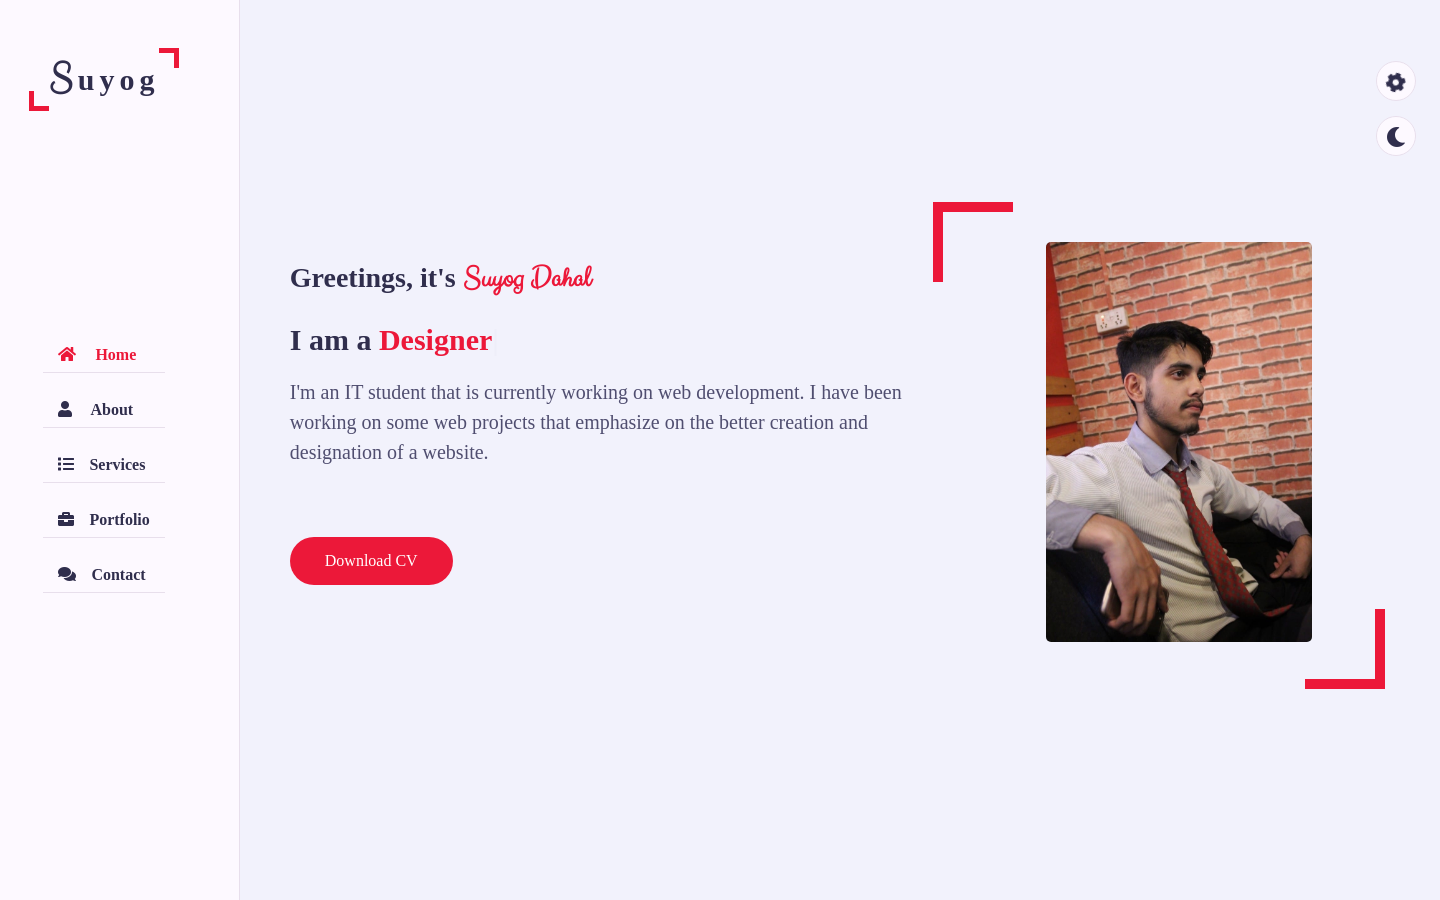 Suyog
Home
About
Services
Portfolio
Contact
Greetings, it's Suyog Dahal
I am a Designer
I'm an IT student that is currently working on web development. I have been
working on some web projects that emphasize on the better creation and
designation of a website.
Download CV